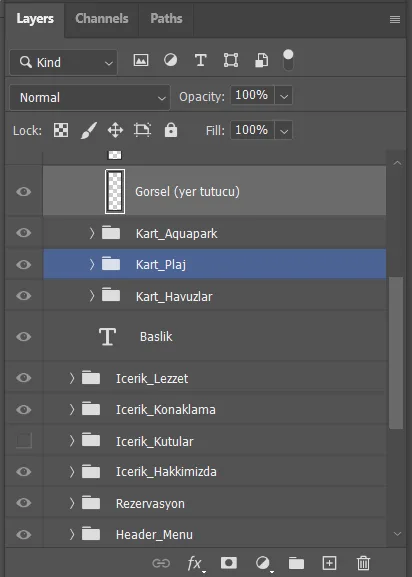 Layers Channels Paths
Kind
Normal Opacity: 100%
Lock: Fill: 100%
Gorsel (yer tutucu)
Kart_Aquapark
Kart_Plaj
Kart_Havuzlar
Baslik
Icerik_Lezzet
Icerik_Konaklama
Icerik_Kutular
Icerik_Hakkimizda
Rezervasyon
Header_Menu
fx